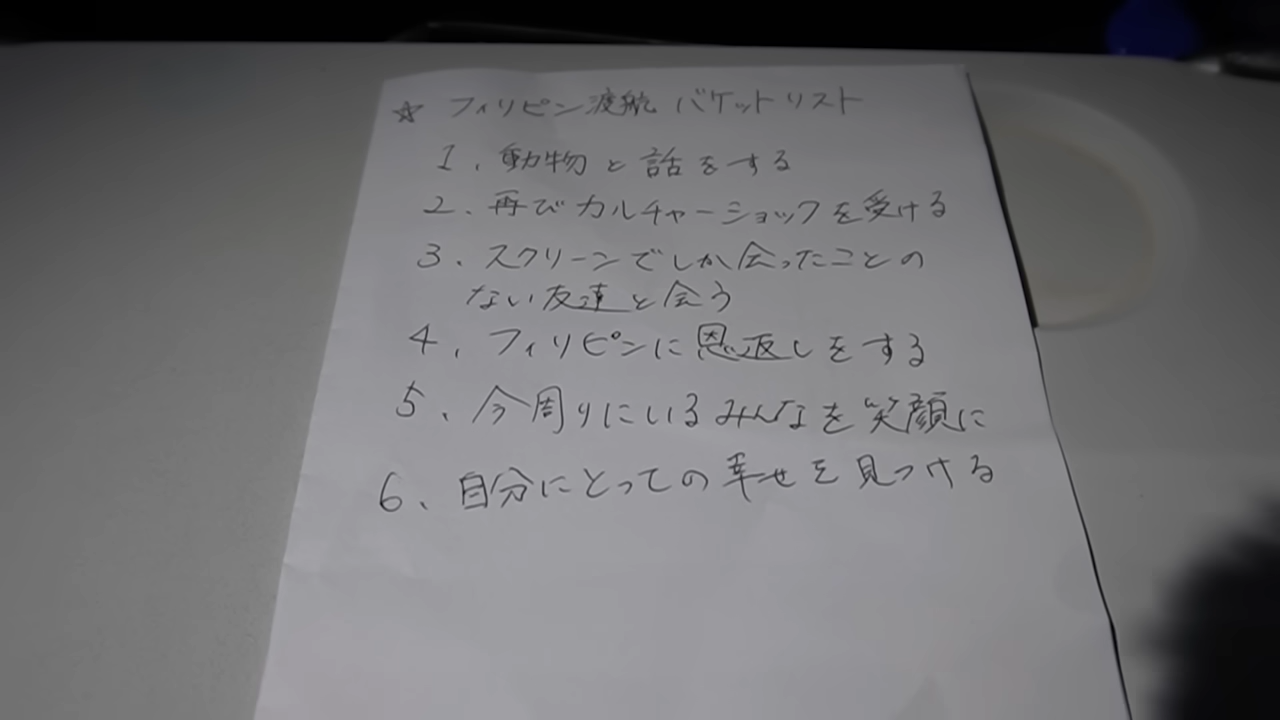 ☆ フィリピン渡航 バケットリスト
1、動物と話をする
2、再びカルチャーショックを受ける
3、スクリーンでしか会ったことの
ない友達と会う
4、フィリピンに恩返しをする
5、今周りにいるみんなを笑顔に
6、自分にとっての幸せを見つける